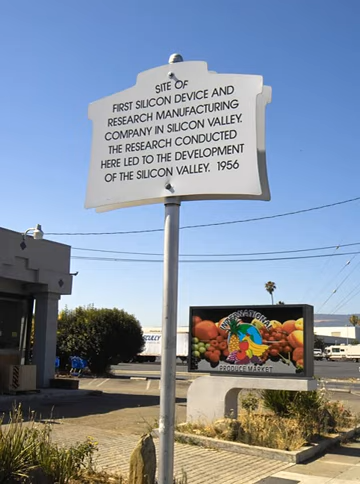 SITE OF
FIRST SILICON DEVICE AND
RESEARCH MANUFACTURING
COMPANY IN SILICON VALLEY.
THE RESEARCH CONDUCTED
HERE LED TO THE DEVELOPMENT
OF THE SILICON VALLEY. 1956
INTERNATIONAL
PRODUCE MARKET